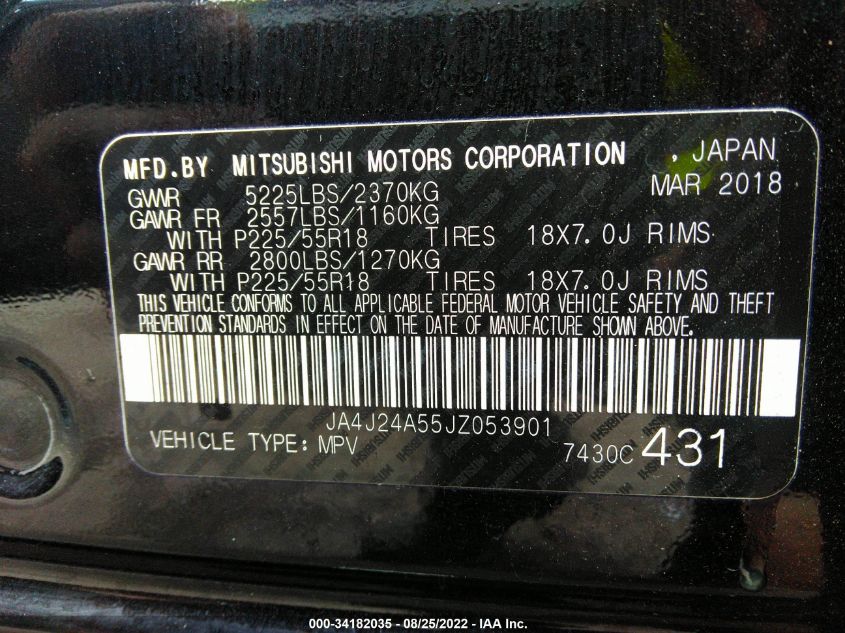 MFD.BY MITSUBISHI MOTORS CORPORATION , JAPAN
GWWR 5225LBS/2370KG MAR 2018
GAWR FR 2557LBS/1160KG
WITH P225/55R18 TIRES 18X7.0J RIMS
GAWR RR 2800LBS/1270KG
WITH P225/55R18 TIRES 18X7.0J RIMS
THIS VEHICLE CONFORMS TO ALL APPLICABLE FEDERAL MOTOR VEHICLE SAFETY AND THEFT
PREVENTION STANDARDS IN EFFECT ON THE DATE OF MANUFACTURE SHOWN ABOVE.
JA4J24A55JZ053901
VEHICLE TYPE: MPV 7430C 431
000-34182035 - 08/25/2022 - IAA Inc.